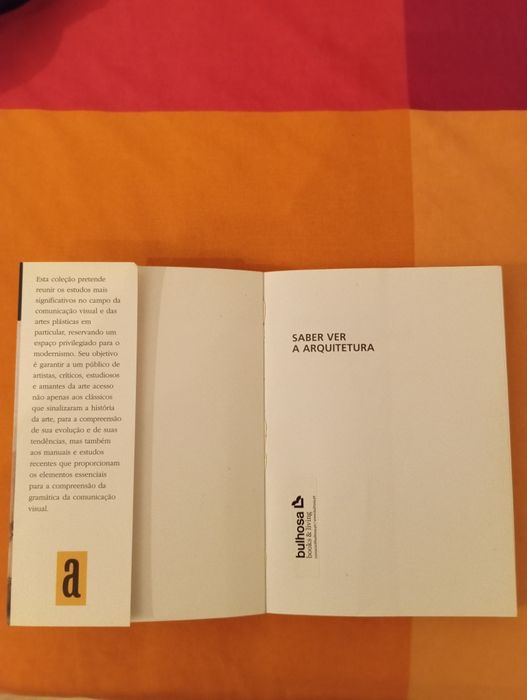 Esta coleção pretende
reunir os estudos mais
significativos no campo da
comunicação visual e das
artes plásticas em
particular, reservando um
espaço privilegiado para o
modernismo. Seu objetivo
é garantir a um público de
artistas, críticos, estudiosos
e amantes da arte acesso
não apenas aos clássicos
que sinalizaram a história
da arte, para a compreensão
de sua evolução e de suas
tendências, mas também
aos manuais e estudos
recentes que proporcionam
os elementos essenciais
para a compreensão da
gramática da comunicação
visual.
a
SABER VER
A ARQUITETURA
bulhosa
books & living